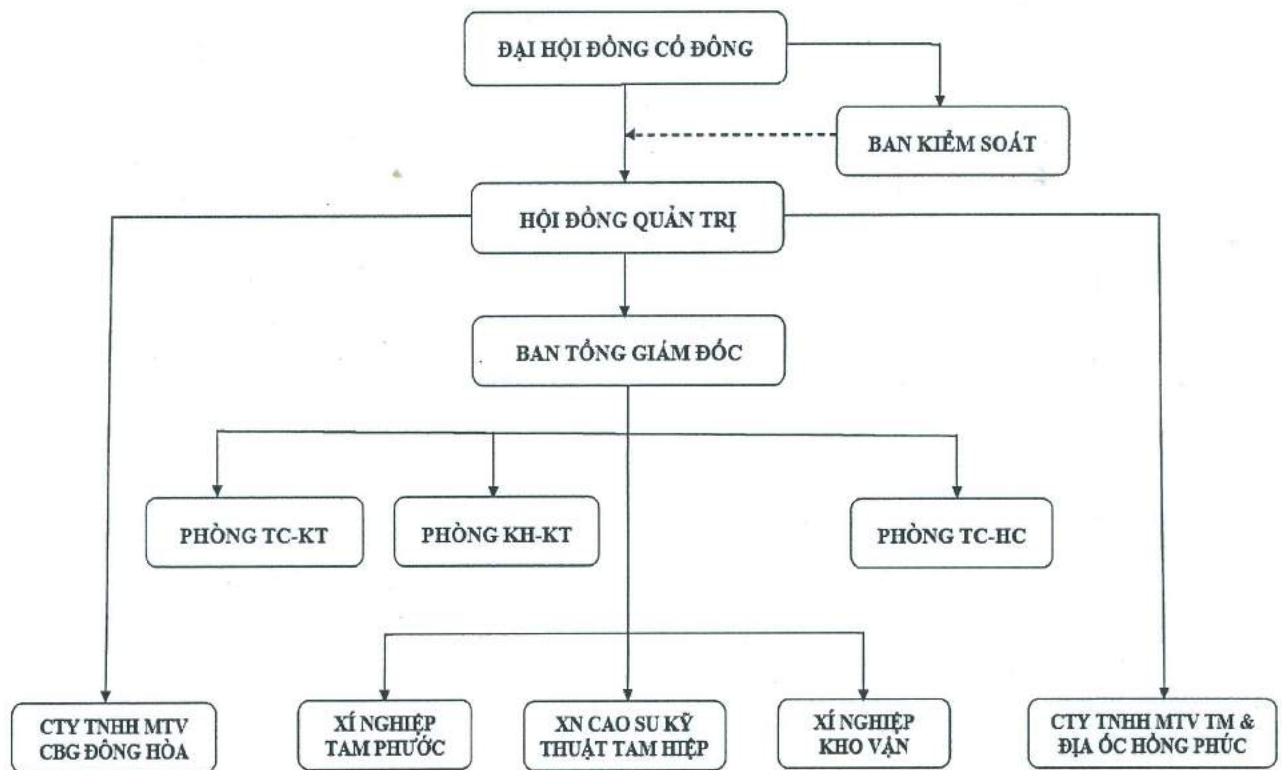 ĐẠI HỘI ĐỒNG CỔ ĐÔNG
BAN KIỂM SOÁT
HỘI ĐỒNG QUẢN TRỊ
BAN TỔNG GIÁM ĐỐC
PHÒNG TC-KT
PHÒNG KH-KT
PHÒNG TC-HC
CTY TNHH MTV
CBG ĐÔNG HÒA
XÍ NGHIỆP
TAM PHƯỚC
XN CAO SU KỸ
THUẬT TAM HIỆP
XÍ NGHIỆP
KHO VẬN
CTY TNHH MTV TM &
ĐỊA ỐC HỒNG PHÚC